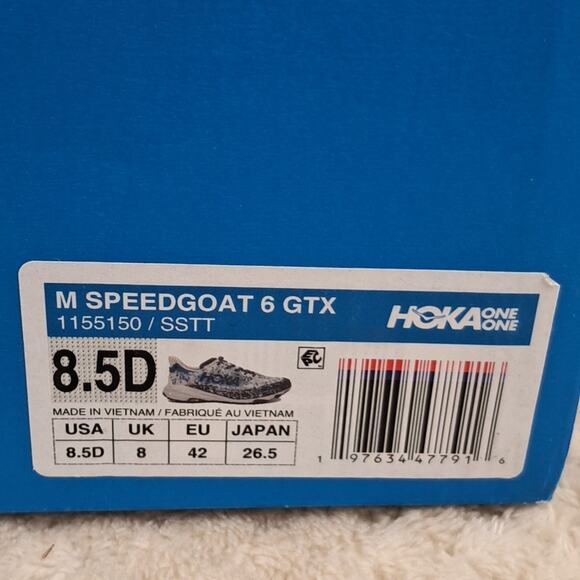 M SPEEDGOAT 6 GTX
1155150 / SSTT
HOKA ONE ONE
8.5D
HOKA
MADE IN VIETNAM / FABRIQUÉ AU VIETNAM
USA UK EU JAPAN
8.5D 8 42 26.5
1 97634 47791 6